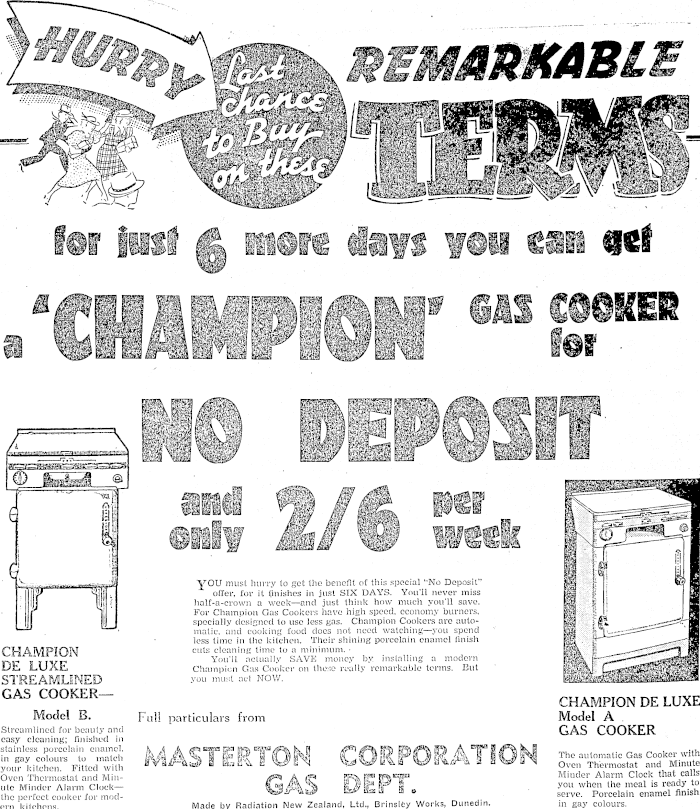 HURRY
Last
chance
to Buy
on these
REMARKABLE
TERMS
for just 6 more days you can get
a 'CHAMPION' GAS COOKER
for
NO DEPOSIT
and
only 2/6 per
week
YOU must hurry to get the benefit of this special "No Deposit"
offer, for it finishes in just SIX DAYS. You'll never miss
half-a-crown a week—and just think how much you'll save.
For Champion Gas Cookers have high speed, economy burners,
specially designed to use less gas. Champion Cookers are auto-
matic, and cooking food does not need watching—you spend
less time in the kitchen. Their shining porcelain enamel finish
cuts cleaning time to a minimum.
You'll actually SAVE money by installing a modern
Champion Gas Cooker on these really remarkable terms. But
you must act NOW.
CHAMPION
DE LUXE
STREAMLINED
GAS COOKER—
Model B.
Streamlined for beauty and
easy cleaning; finished in
stainless porcelain enamel,
in gay colours to match
your kitchen. Fitted with
Oven Thermostat and Min-
ute Minder Alarm Clock—
the perfect cooker for mod-
ern kitchens.
Full particulars from
MASTERTON CORPORATION
GAS DEPT.
Made by Radiation New Zealand, Ltd., Brinsley Works, Dunedin.
CHAMPION DE LUXE
Model A
GAS COOKER
The automatic Gas Cooker with
Oven Thermostat and Minute
Minder Alarm Clock that calls
you when the meal is ready to
serve. Porcelain enamel finish
in gay colours.